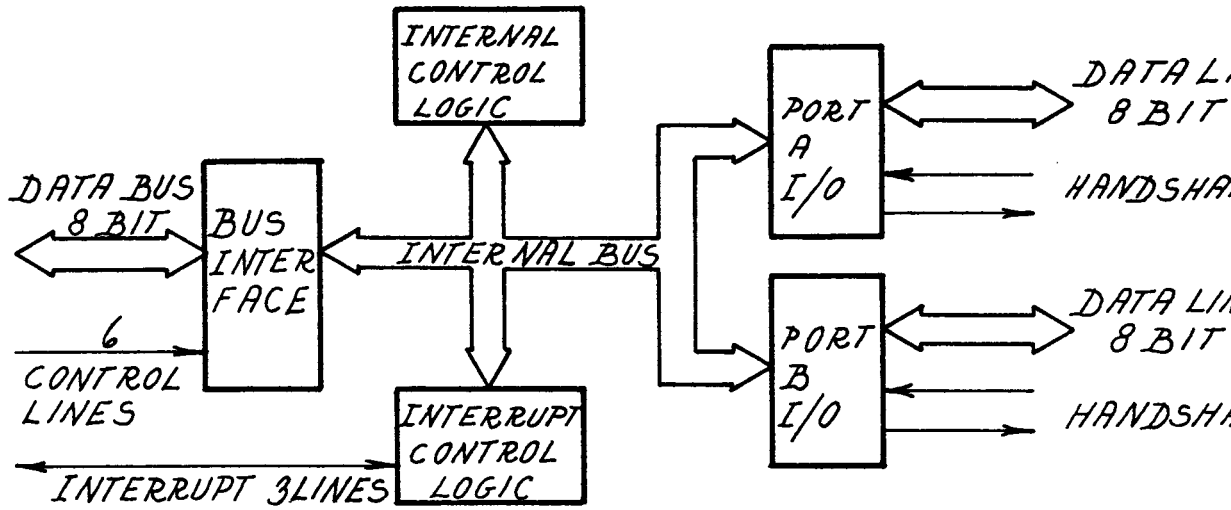 INTERNAL
CONTROL
LOGIC
DATA BUS
8 BIT
BUS
INTER
FACE
6
CONTROL
LINES
INTERNAL BUS
INTERRUPT
CONTROL
LOGIC
INTERRUPT 3LINES
PORT
A
I/O
DATA L
8 BIT
HANDSHA
PORT
B
I/O
DATA LI
8 BIT
HANDSHA